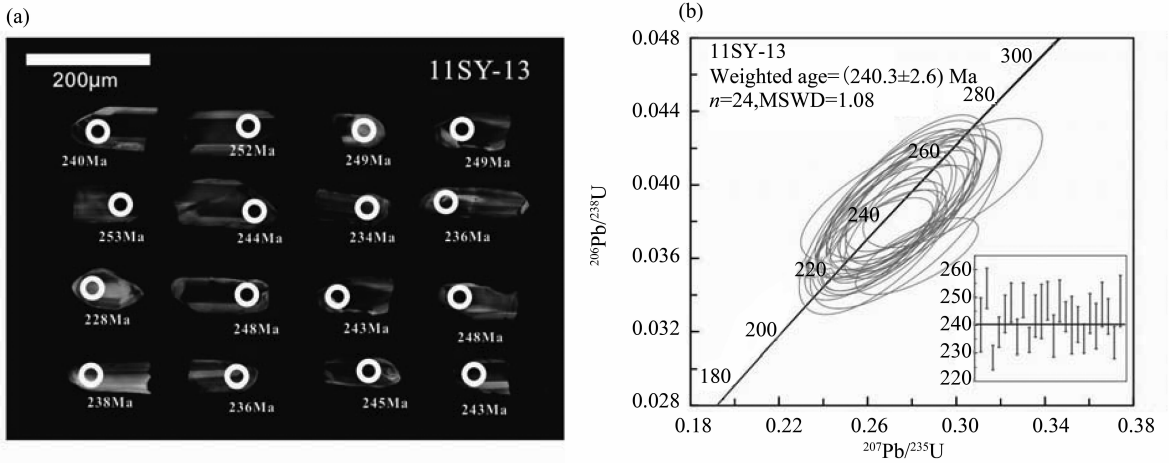 (a)
200μm
11SY-13
240Ma
252Ma
249Ma
249Ma
253Ma
244Ma
234Ma
236Ma
228Ma
248Ma
243Ma
248Ma
238Ma
236Ma
245Ma
243Ma
(b)
11SY-13
Weighted age=(240.3±2.6) Ma
n=24,MSWD=1.08
0.048
0.044
0.040
0.036
0.032
0.028
²⁰⁶Pb/²³⁸U
300
280
260
240
220
200
180
260
250
240
230
220
0.18
0.22
0.26
0.30
0.34
0.38
²⁰⁷Pb/²³⁵U